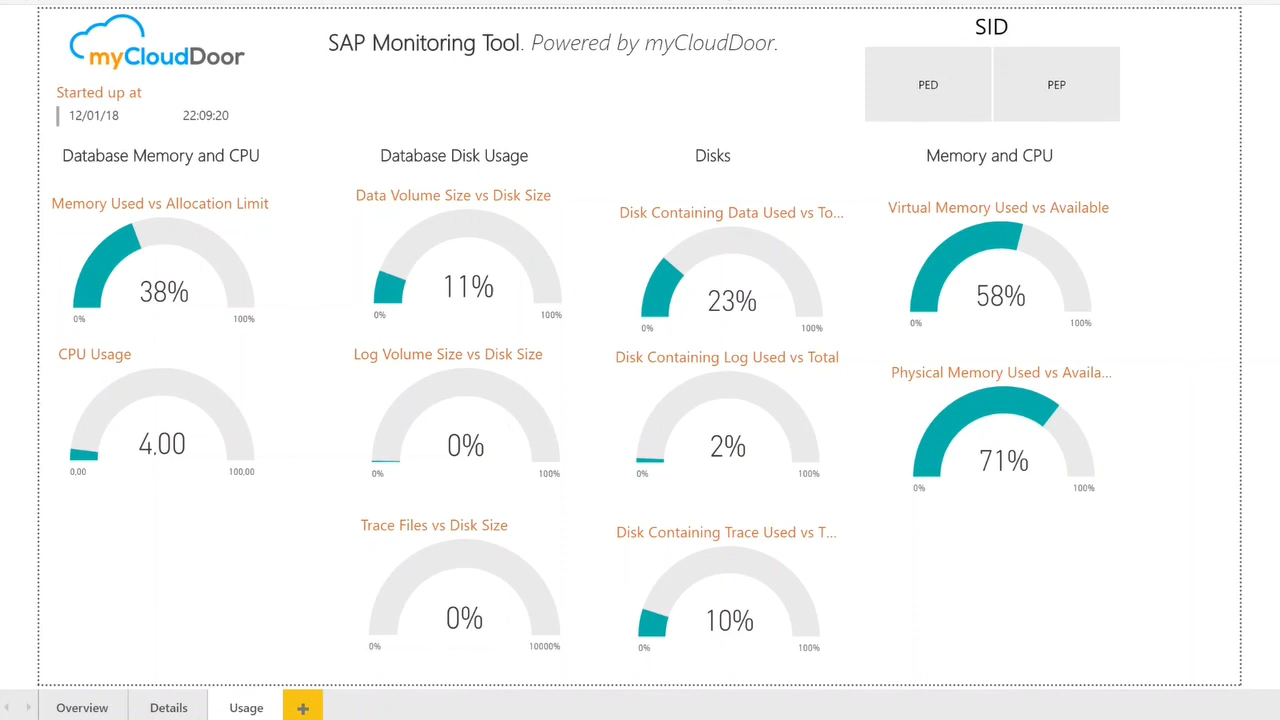 myCloudDoor
SAP Monitoring Tool. Powered by myCloudDoor.
SID
PED
PEP
Started up at
12/01/18 22:09:20
Database Memory and CPU
Memory Used vs Allocation Limit
38%
0% 100%
CPU Usage
4,00
0,00 100,00
Database Disk Usage
Data Volume Size vs Disk Size
11%
0% 100%
Log Volume Size vs Disk Size
0%
0% 100%
Trace Files vs Disk Size
0%
0% 10000%
Disks
Disk Containing Data Used vs To...
23%
0% 100%
Disk Containing Log Used vs Total
2%
0% 100%
Disk Containing Trace Used vs T...
10%
0% 100%
Memory and CPU
Virtual Memory Used vs Available
58%
0% 100%
Physical Memory Used vs Availa...
71%
0% 100%
Overview Details Usage